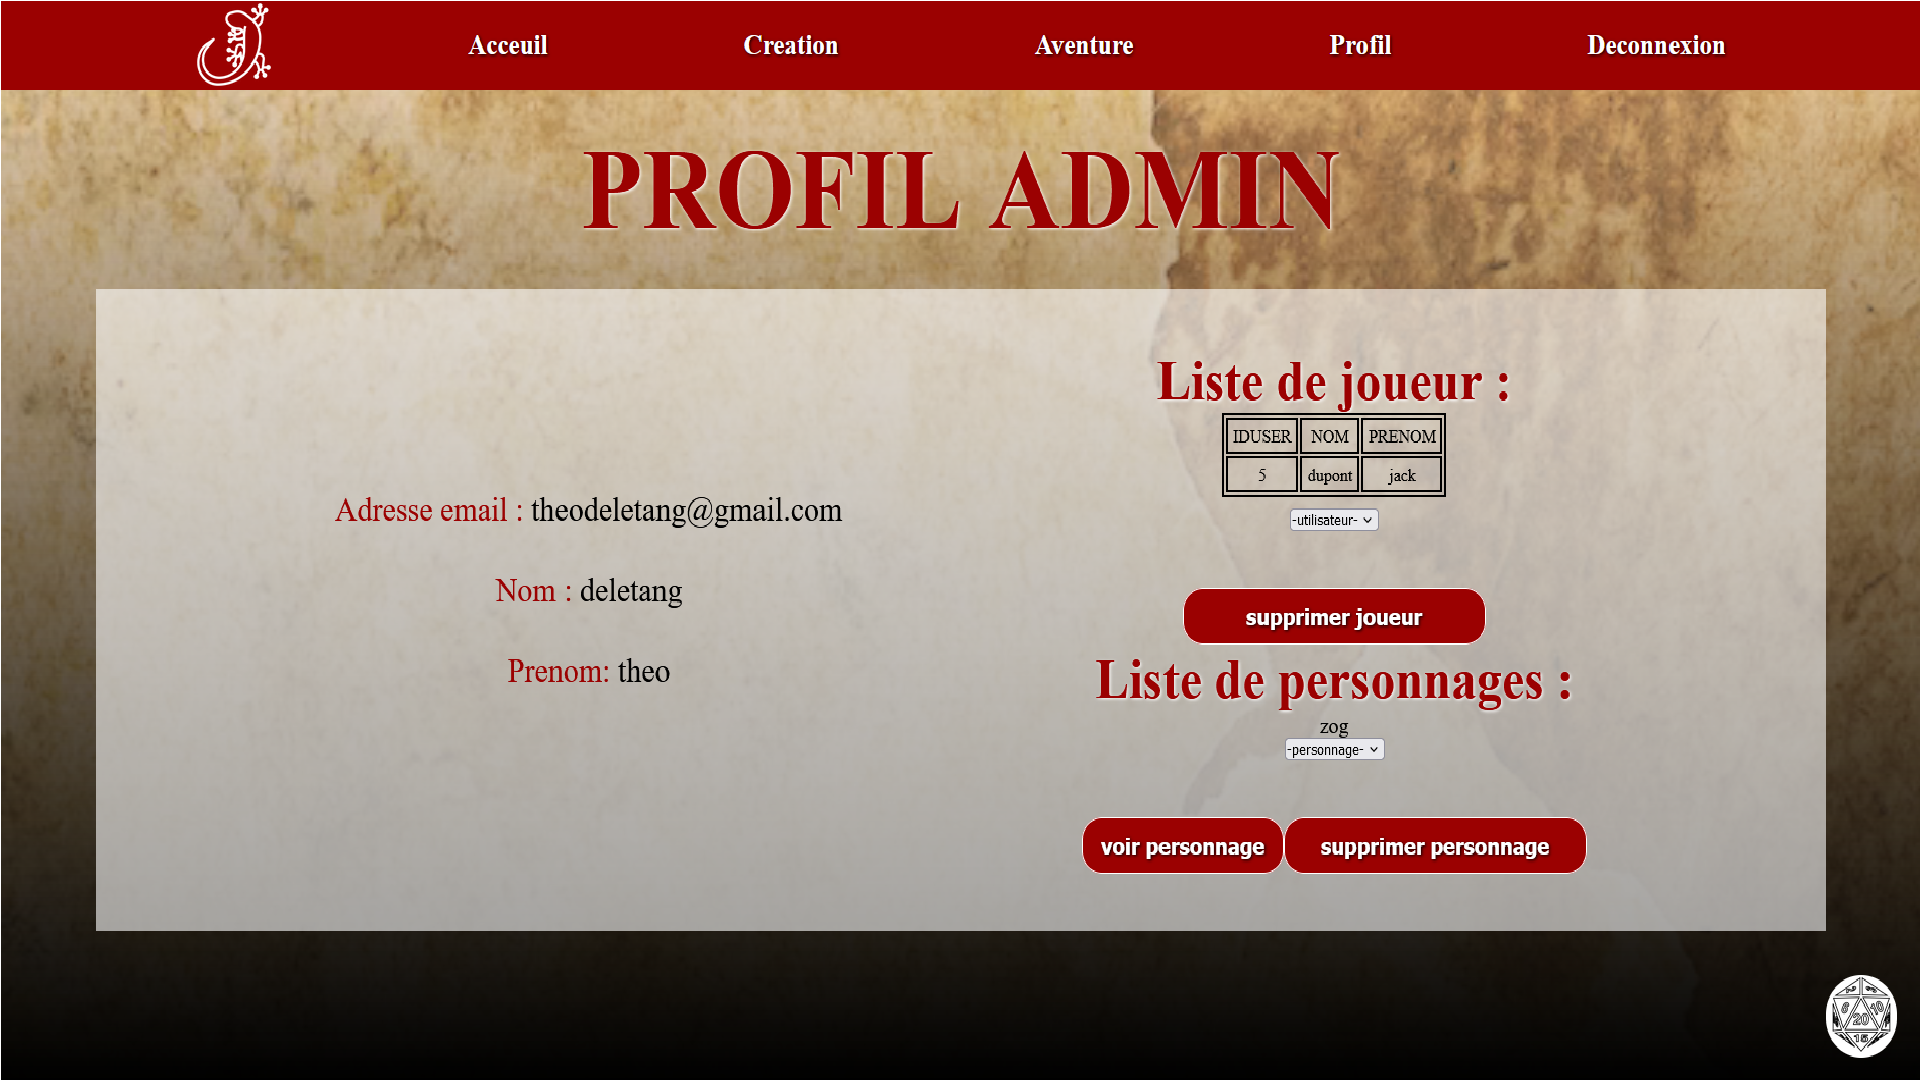 Acceuil Creation Aventure Profil Deconnexion
PROFIL ADMIN
Adresse email : theodeletang@gmail.com
Nom : deletang
Prenom: theo
Liste de joueur :
IDUSER NOM PRENOM
5 dupont jack
-utilisateur-
supprimer joueur
Liste de personnages :
zog
-personnage-
voir personnage supprimer personnage
20